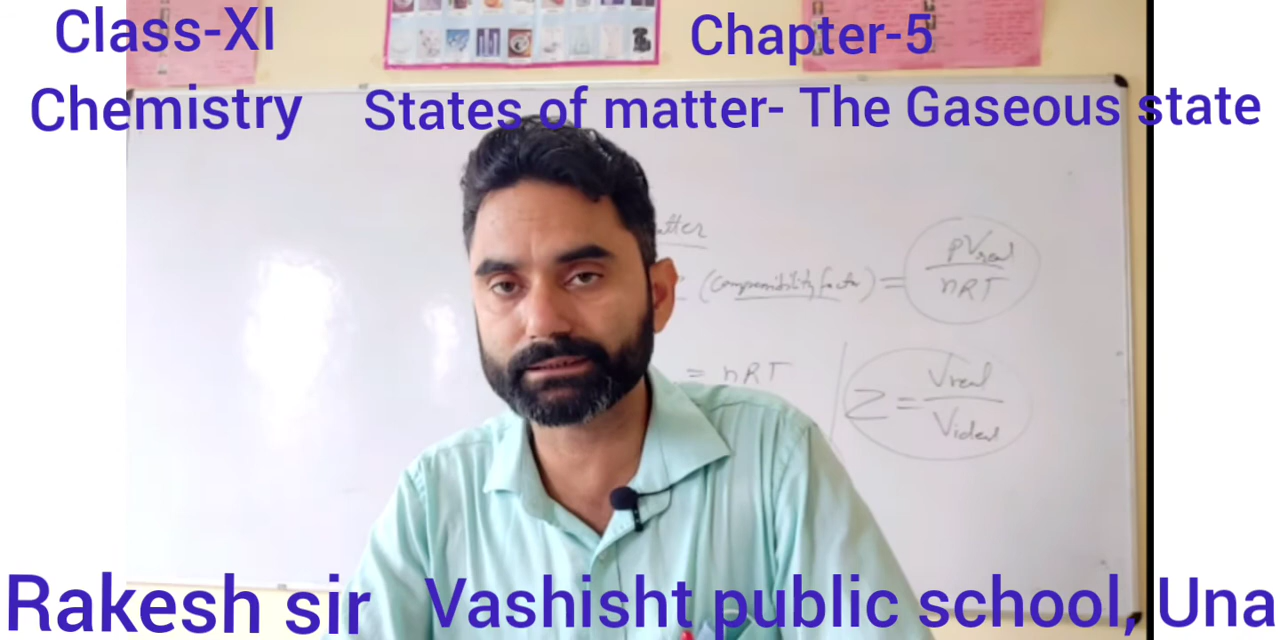 Class-XI
Chapter-5
Chemistry
States of matter- The Gaseous state
atter
(Compressibility factor) = pVreal / nRT
= nRT
Z = Vreal / Videal
Rakesh sir
Vashisht public school, Una